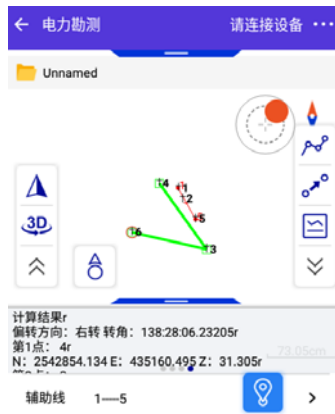 电力勘测 请连接设备 ...
Unnamed
4 1
2
5
6
3
3D
计算结果r
偏转方向：右转 转角：138:28:06.23205r
第1点： 4r
N：2542854.134 E：435160.495 Z：31.305r
73.05cm
辅助线 1—5